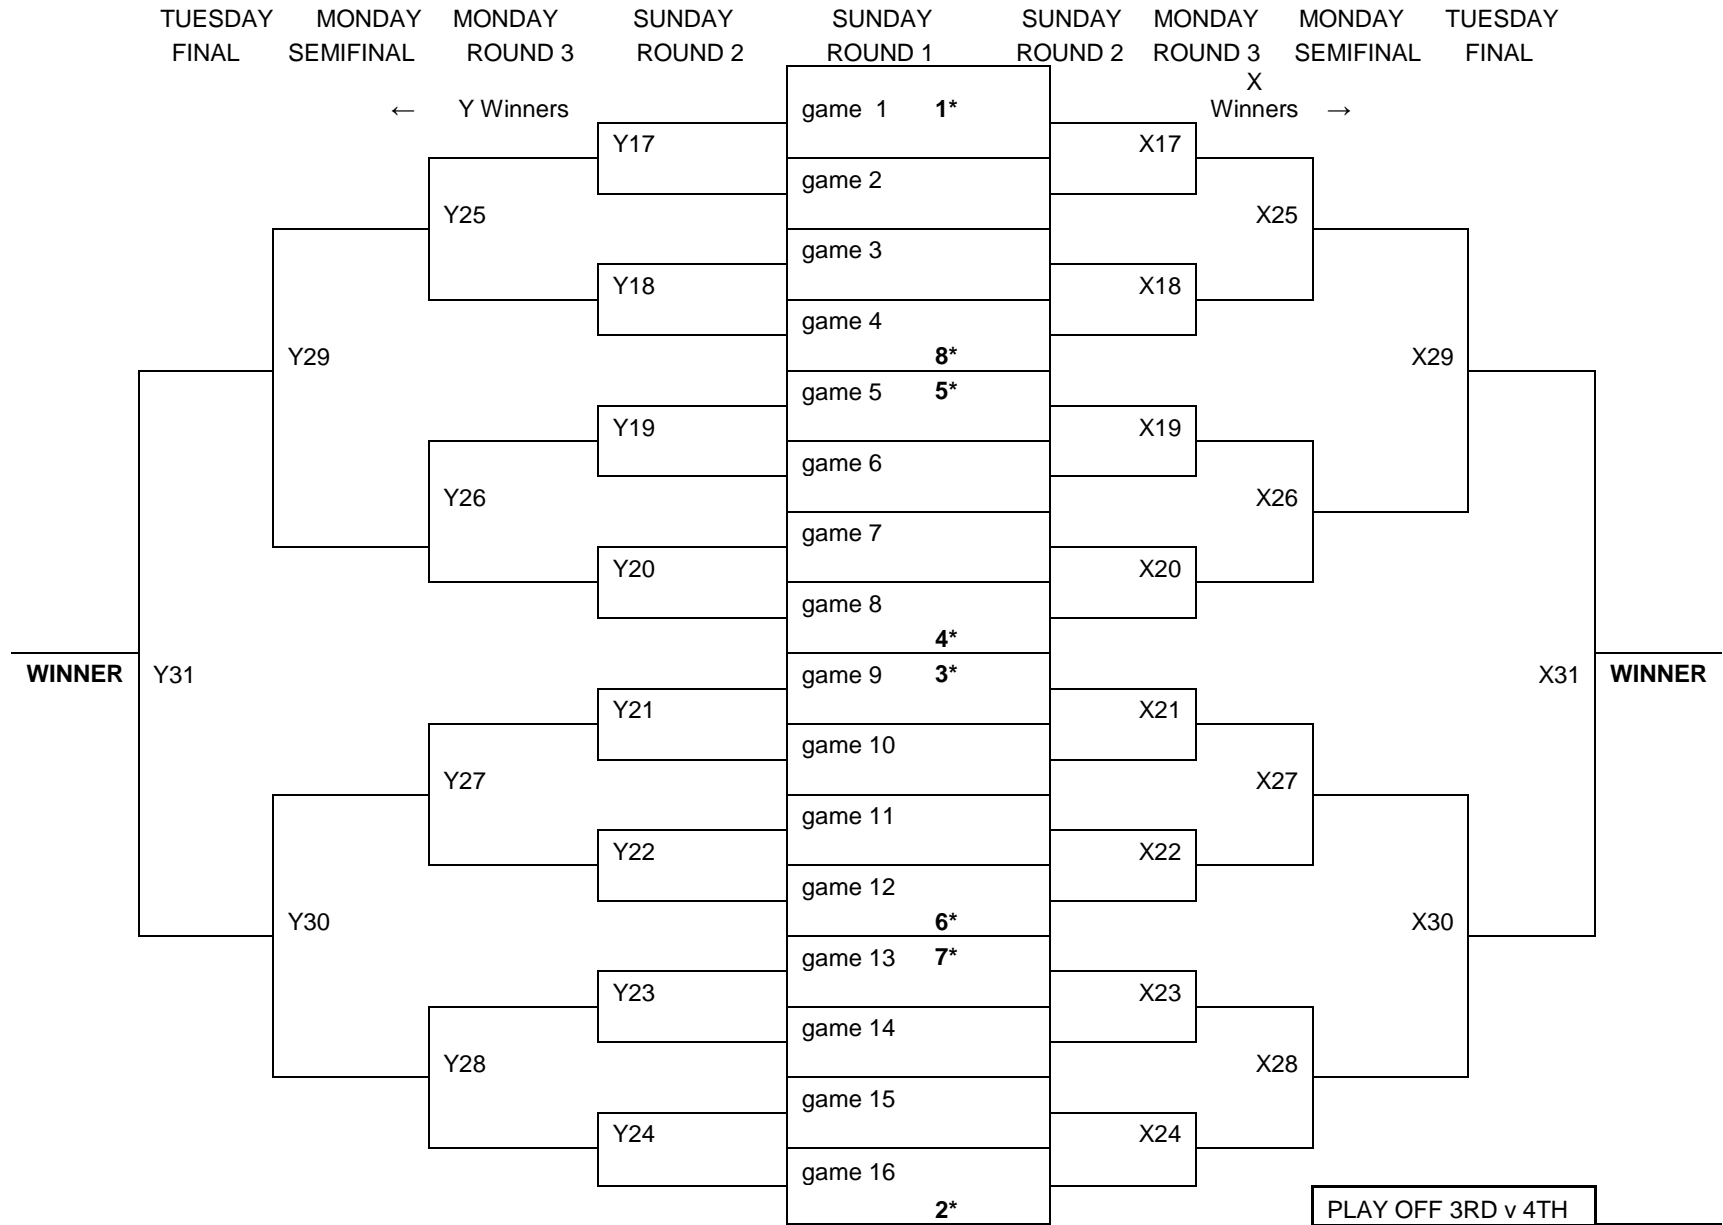 TUESDAY MONDAY MONDAY SUNDAY SUNDAY SUNDAY MONDAY MONDAY TUESDAY
FINAL SEMIFINAL ROUND 3 ROUND 2 ROUND 1 ROUND 2 ROUND 3 SEMIFINAL FINAL
X
← Y Winners game 1 1* Winners →
Y17 X17
game 2
Y25 X25
game 3
Y18 X18
game 4
Y29 8* X29
game 5 5*
Y19 X19
game 6
Y26 X26
game 7
Y20 X20
game 8
4*
WINNER Y31 game 9 3* X31 WINNER
Y21 X21
game 10
Y27 X27
game 11
Y22 X22
game 12
Y30 6* X30
game 13 7*
Y23 X23
game 14
Y28 X28
game 15
Y24 X24
game 16
2* PLAY OFF 3RD v 4TH